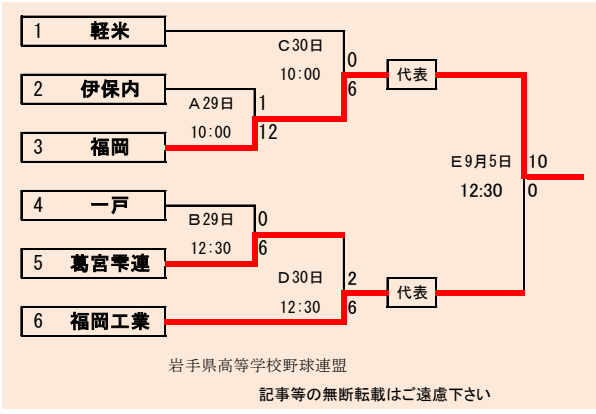 1 軽米
C30日
10:00
0
6
代表
2 伊保内
A29日
10:00
1
12
3 福岡
E9月5日
12:30
10
0
4 一戸
B29日
12:30
0
6
5 葛宮雫連
D30日
12:30
2
6
代表
6 福岡工業
岩手県高等学校野球連盟
記事等の無断転載はご遠慮下さい